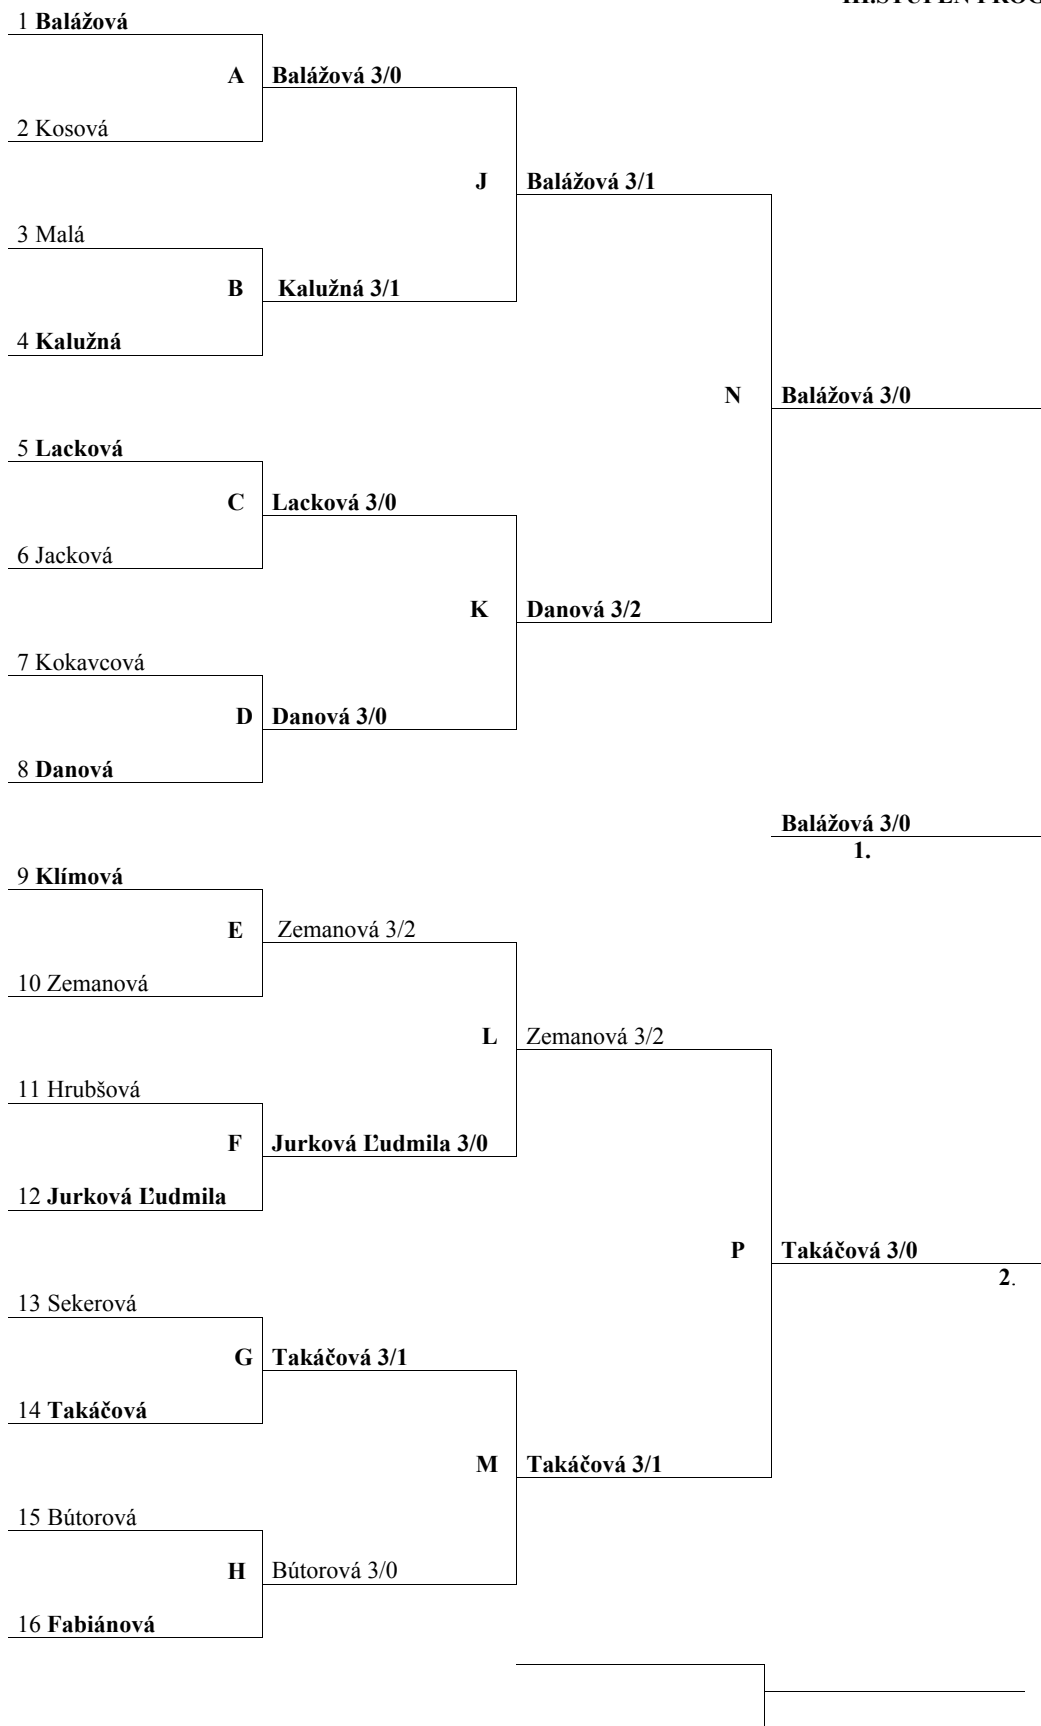 1 Balážová
A Balážová 3/0
2 Kosová
J Balážová 3/1
3 Malá
B Kalužná 3/1
4 Kalužná
N Balážová 3/0
5 Lacková
C Lacková 3/0
6 Jacková
K Danová 3/2
7 Kokavcová
D Danová 3/0
8 Danová
Balážová 3/0
1.
9 Klímová
E Zemanová 3/2
10 Zemanová
L Zemanová 3/2
11 Hrubšová
F Jurková Ľudmila 3/0
12 Jurková Ľudmila
P Takáčová 3/0
2.
13 Sekerová
G Takáčová 3/1
14 Takáčová
M Takáčová 3/1
15 Bútorová
H Bútorová 3/0
16 Fabiánová